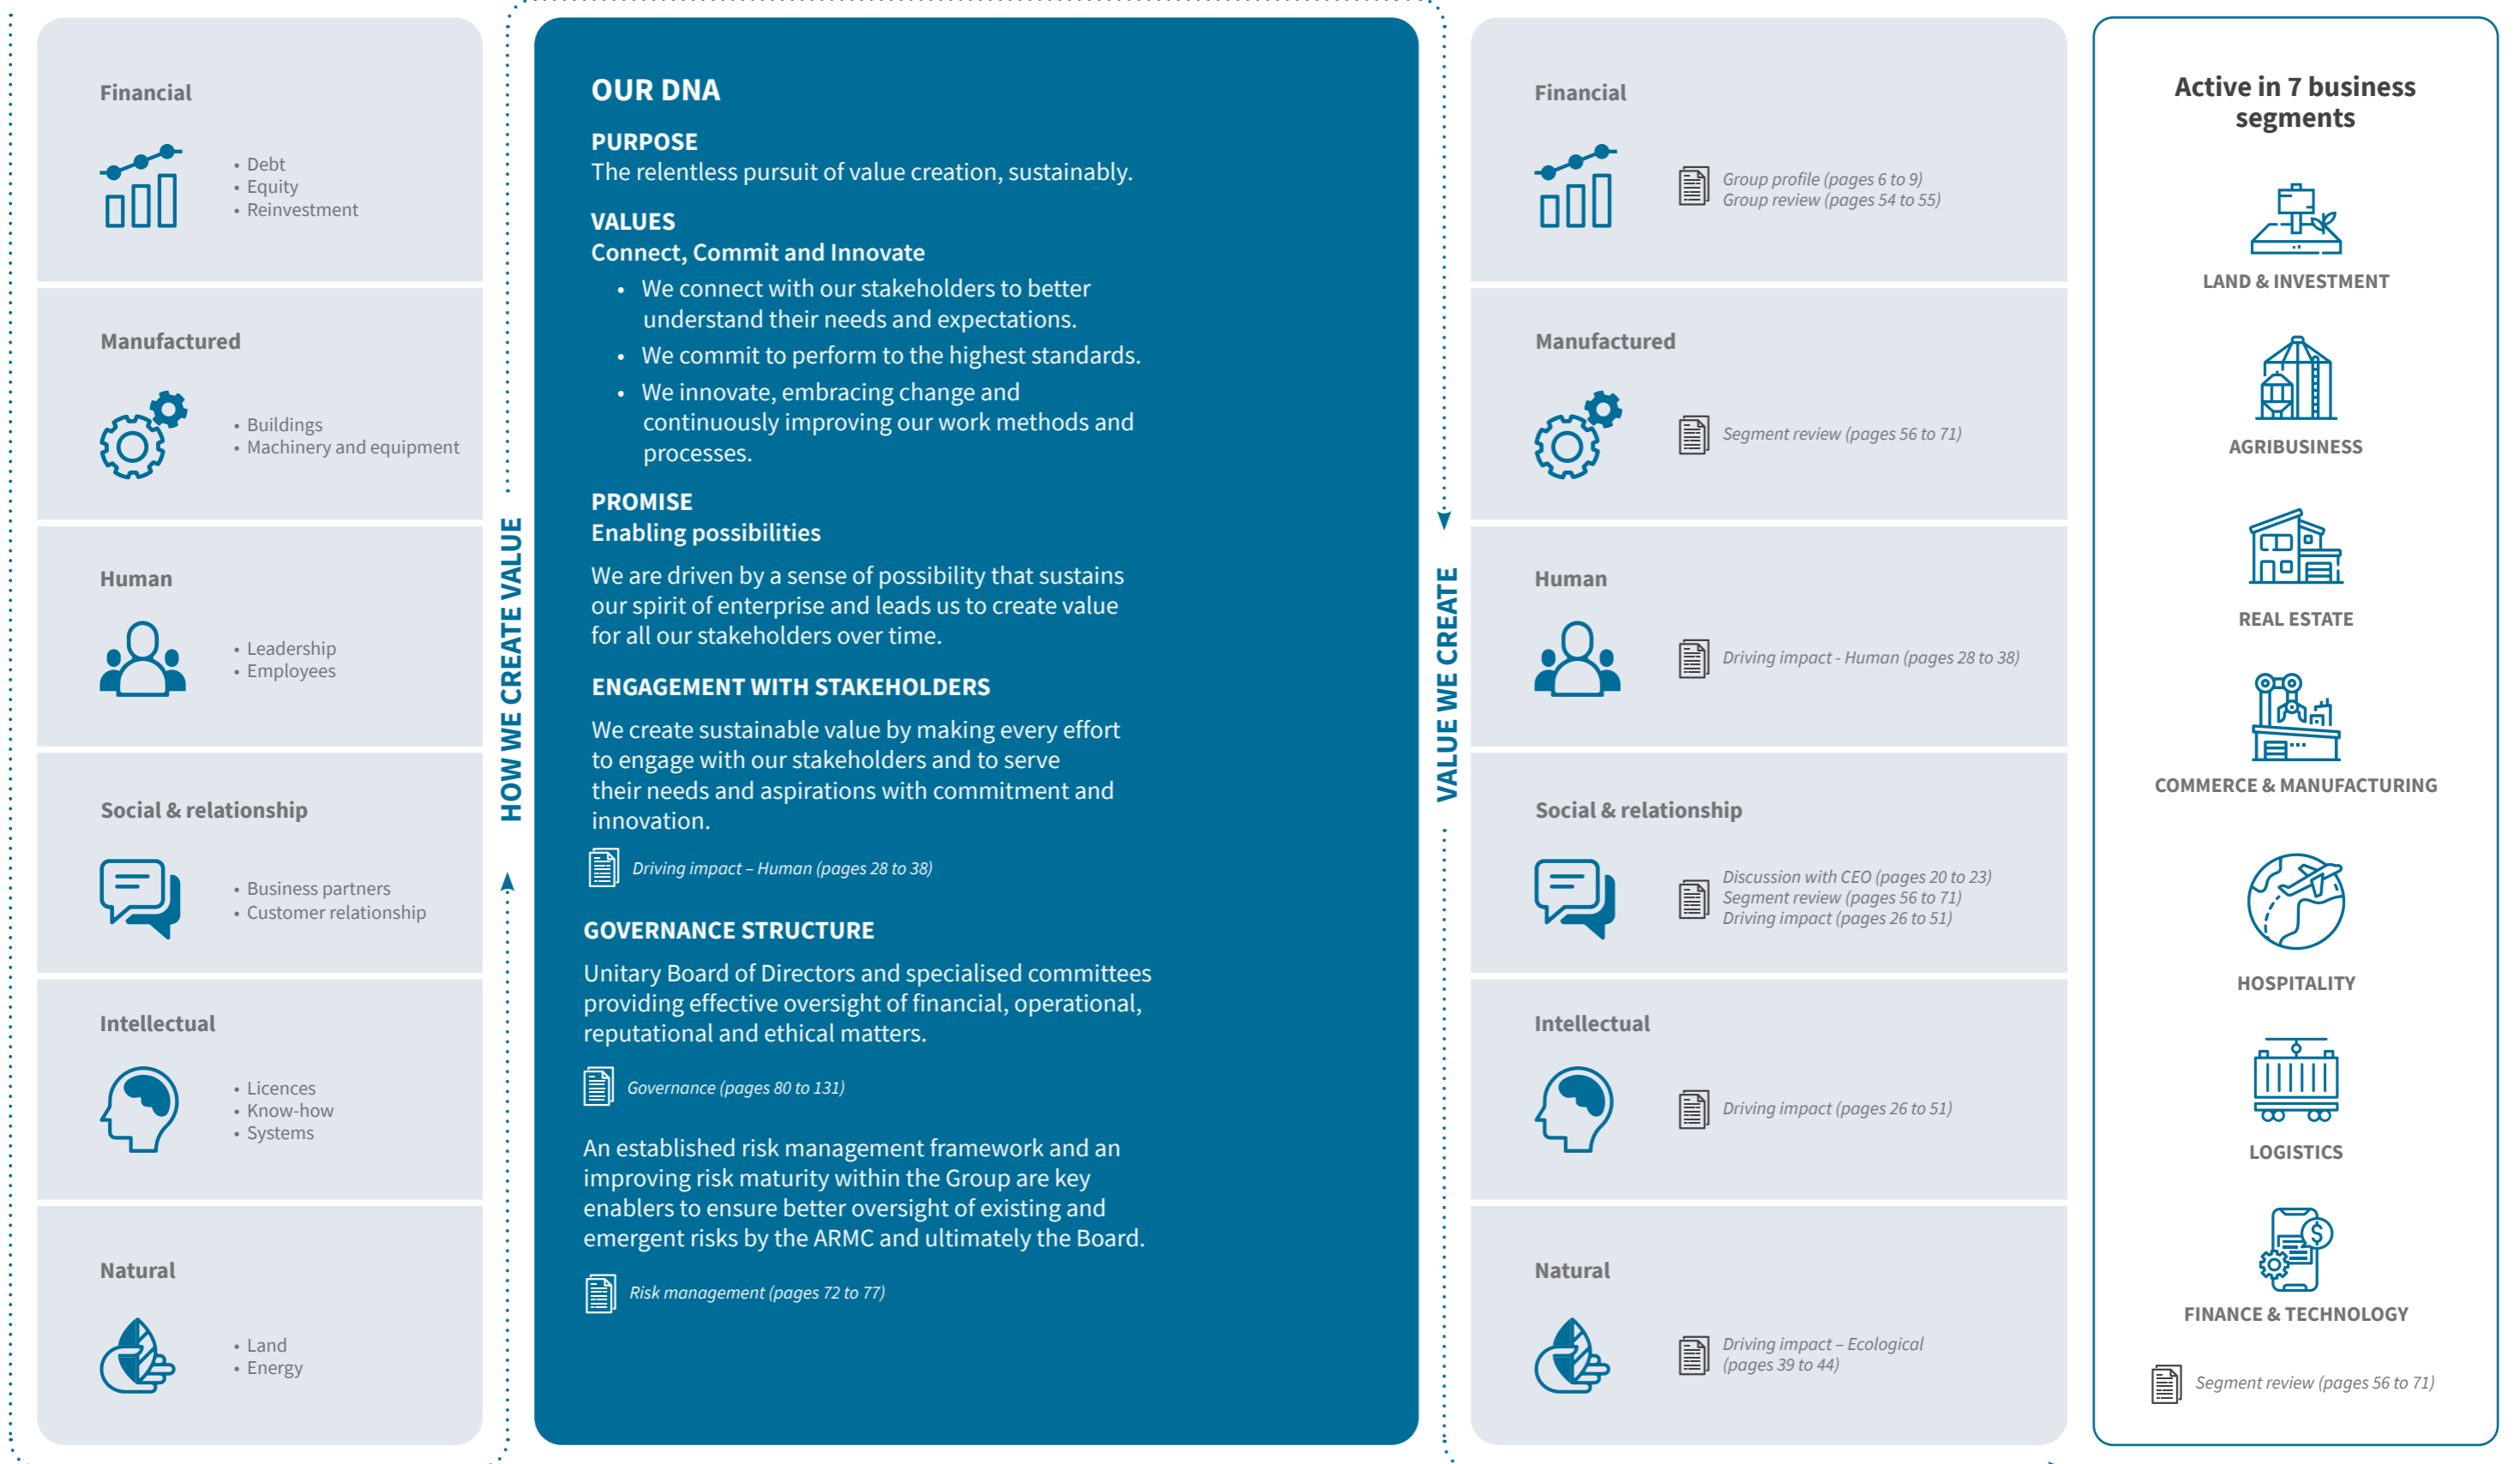 Financial
• Debt
• Equity
• Reinvestment
Manufactured
• Buildings
• Machinery and equipment
Human
• Leadership
• Employees
Social & relationship
• Business partners
• Customer relationship
Intellectual
• Licences
• Know-how
• Systems
Natural
• Land
• Energy
HOW WE CREATE VALUE
OUR DNA
PURPOSE
The relentless pursuit of value creation, sustainably.
VALUES
Connect, Commit and Innovate
• We connect with our stakeholders to better
understand their needs and expectations.
• We commit to perform to the highest standards.
• We innovate, embracing change and
continuously improving our work methods and
processes.
PROMISE
Enabling possibilities
We are driven by a sense of possibility that sustains
our spirit of enterprise and leads us to create value
for all our stakeholders over time.
ENGAGEMENT WITH STAKEHOLDERS
We create sustainable value by making every effort
to engage with our stakeholders and to serve
their needs and aspirations with commitment and
innovation.
Driving impact – Human (pages 28 to 38)
GOVERNANCE STRUCTURE
Unitary Board of Directors and specialised committees
providing effective oversight of financial, operational,
reputational and ethical matters.
Governance (pages 80 to 131)
An established risk management framework and an
improving risk maturity within the Group are key
enablers to ensure better oversight of existing and
emergent risks by the ARMC and ultimately the Board.
Risk management (pages 72 to 77)
VALUE WE CREATE
Financial
Group profile (pages 6 to 9)
Group review (pages 54 to 55)
Manufactured
Segment review (pages 56 to 71)
Human
Driving impact - Human (pages 28 to 38)
Social & relationship
Discussion with CEO (pages 20 to 23)
Segment review (pages 56 to 71)
Driving impact (pages 26 to 51)
Intellectual
Driving impact (pages 26 to 51)
Natural
Driving impact – Ecological
(pages 39 to 44)
Active in 7 business
segments
LAND & INVESTMENT
AGRIBUSINESS
REAL ESTATE
COMMERCE & MANUFACTURING
HOSPITALITY
LOGISTICS
$
FINANCE & TECHNOLOGY
Segment review (pages 56 to 71)